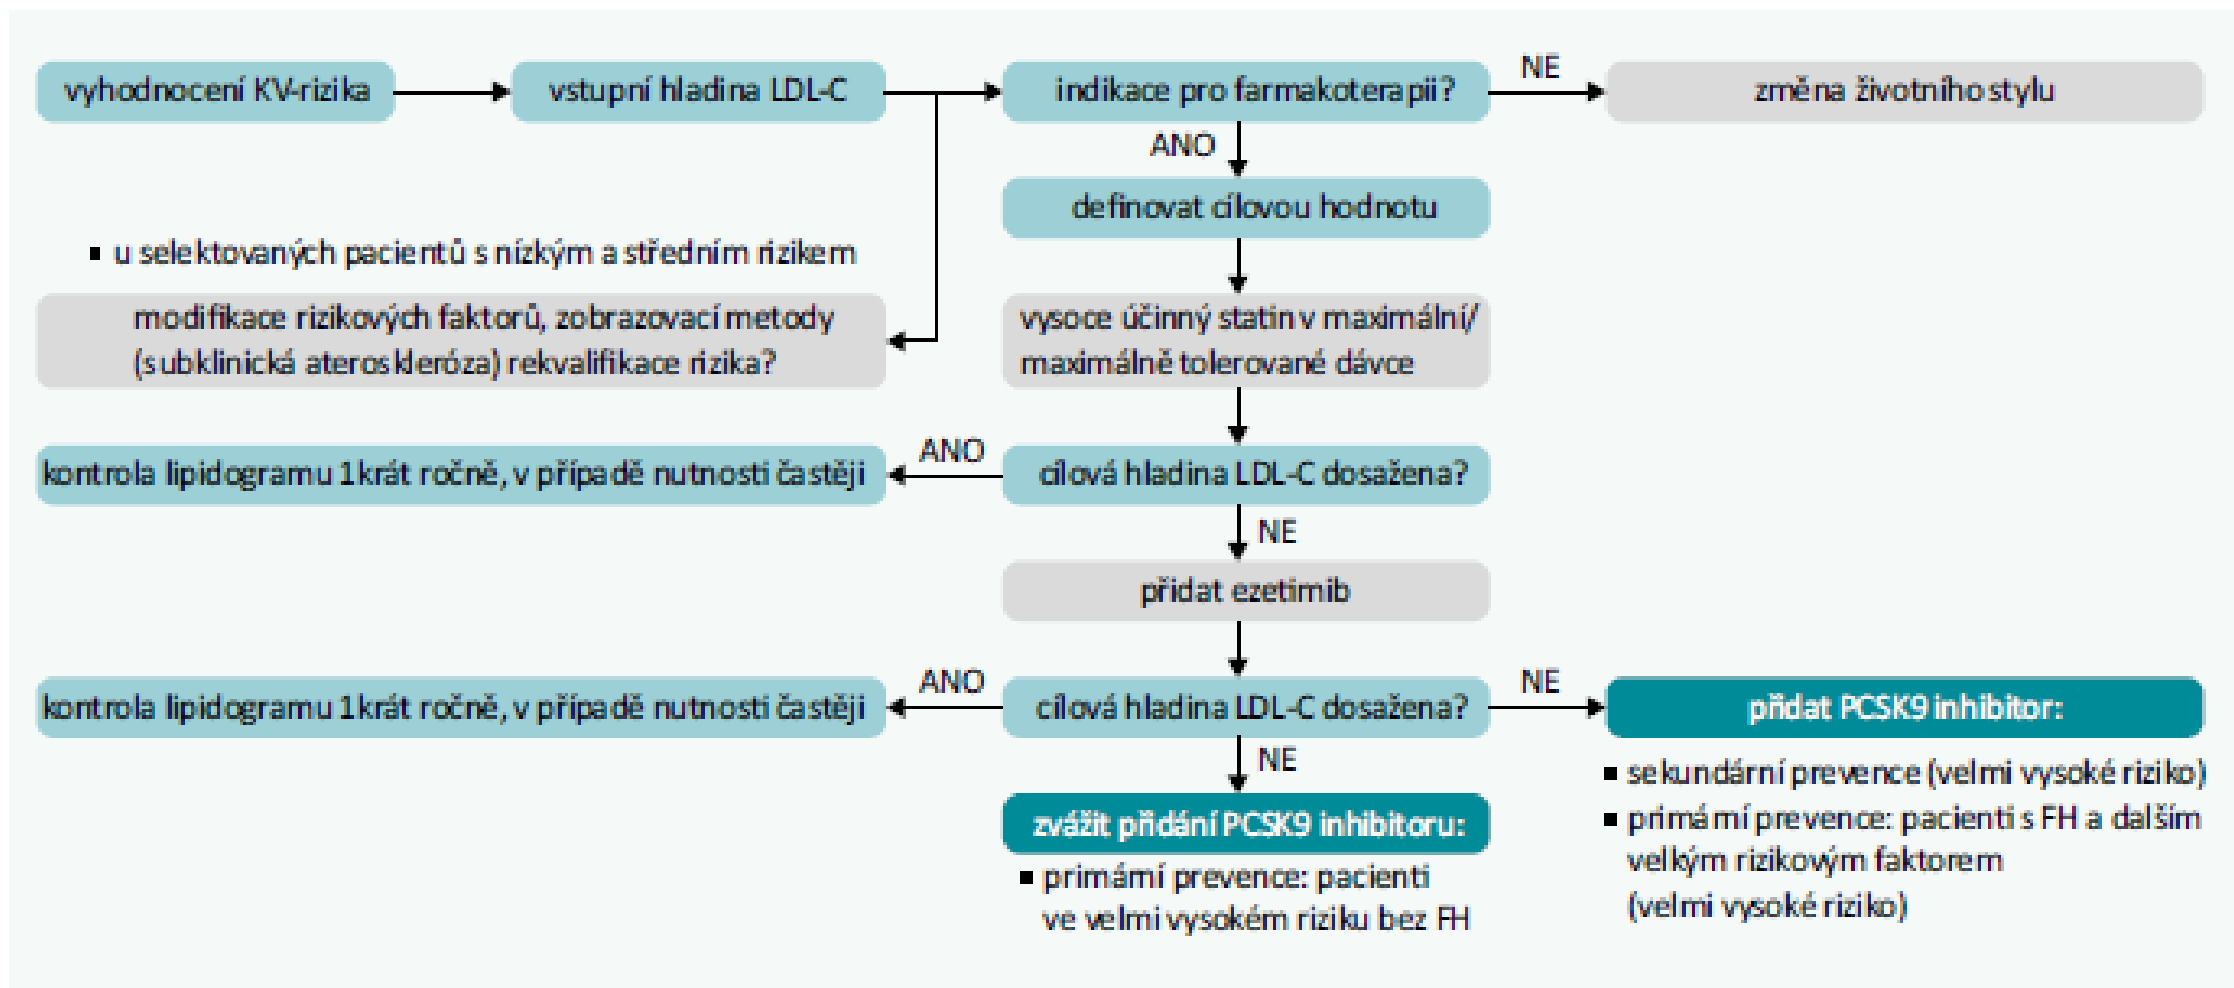 vyhodnocení KV-rizika
vstupní hladina LDL-C
indikace pro farmakoterapii?
NE
změna životního stylu
ANO
definovat cílovou hodnotu
▪ u selektovaných pacientů s nízkým a středním rizikem
modifikace rizikových faktorů, zobrazovací metody
(subklinická ateroskleróza) rekvalifikace rizika?
vysoce účinný statin v maximální/
maximálně tolerované dávce
kontrola lipidogramu 1krát ročně, v případě nutnosti častěji
ANO
cílová hladina LDL-C dosažena?
NE
přidat ezetimib
kontrola lipidogramu 1krát ročně, v případě nutnosti častěji
ANO
cílová hladina LDL-C dosažena?
NE
přidat PCSK9 inhibitor:
▪ sekundární prevence (velmi vysoké riziko)
▪ primární prevence: pacienti s FH a dalším
velkým rizikovým faktorem
(velmi vysoké riziko)
NE
zvážit přidání PCSK9 inhibitoru:
▪ primární prevence: pacienti
ve velmi vysokém riziku bez FH